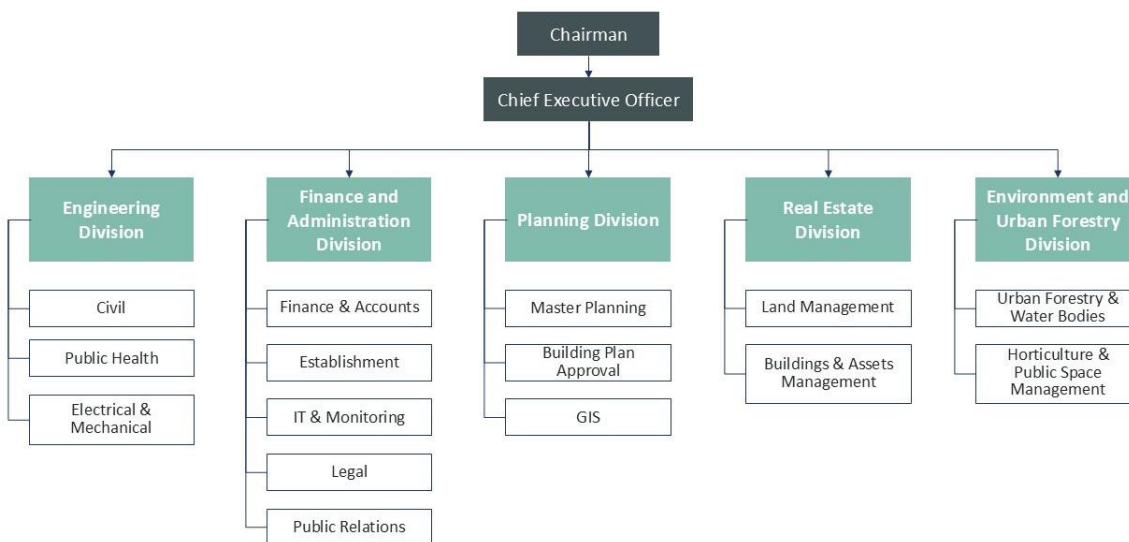 Chairman
Chief Executive Officer
Engineering
Division
Civil
Public Health
Electrical &
Mechanical
Finance and
Administration
Division
Finance & Accounts
Establishment
IT & Monitoring
Legal
Public Relations
Planning Division
Master Planning
Building Plan
Approval
GIS
Real Estate
Division
Land Management
Buildings & Assets
Management
Environment and
Urban Forestry
Division
Urban Forestry &
Water Bodies
Horticulture &
Public Space
Management